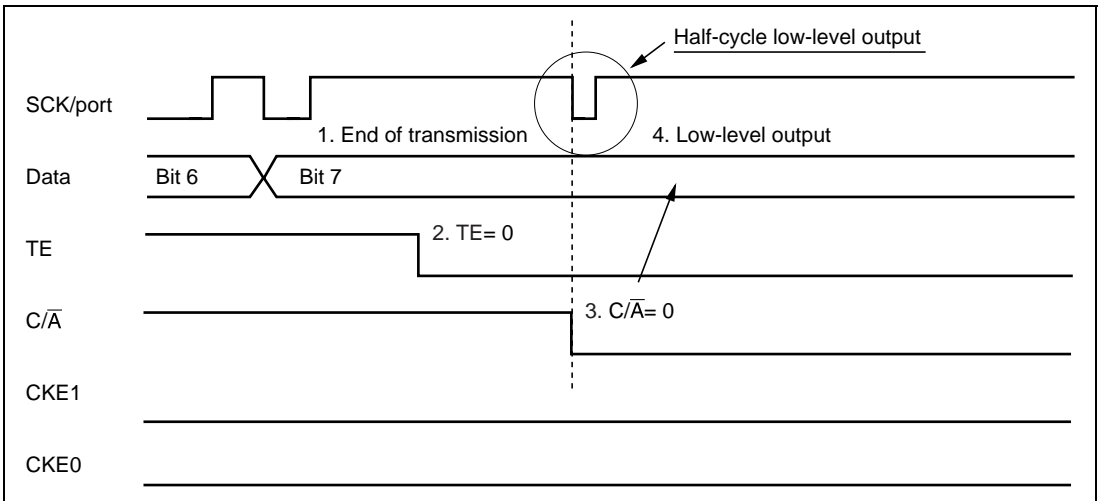 Half-cycle low-level output
SCK/port
1. End of transmission
4. Low-level output
Data
Bit 6
Bit 7
2. TE= 0
TE
3. C/A̅= 0
C/A̅
CKE1
CKE0